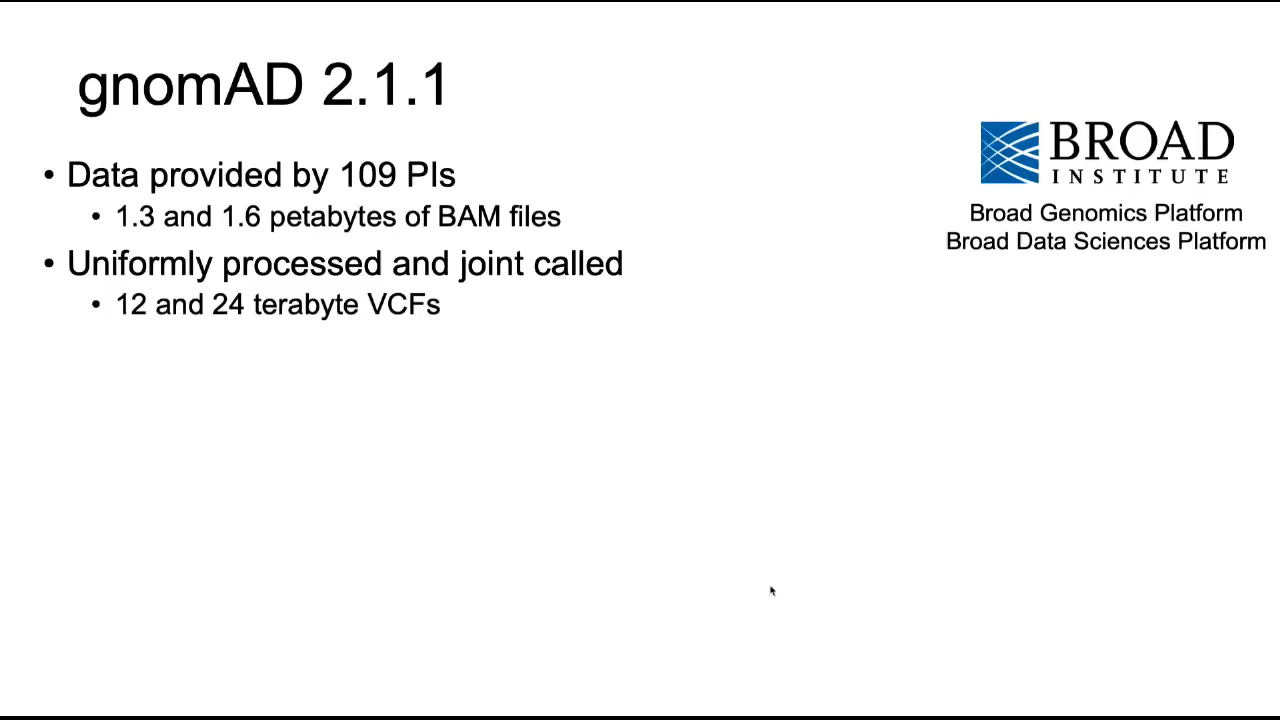 gnomAD 2.1.1
• Data provided by 109 PIs
• 1.3 and 1.6 petabytes of BAM files
• Uniformly processed and joint called
• 12 and 24 terabyte VCFs
BROAD
INSTITUTE
Broad Genomics Platform
Broad Data Sciences Platform